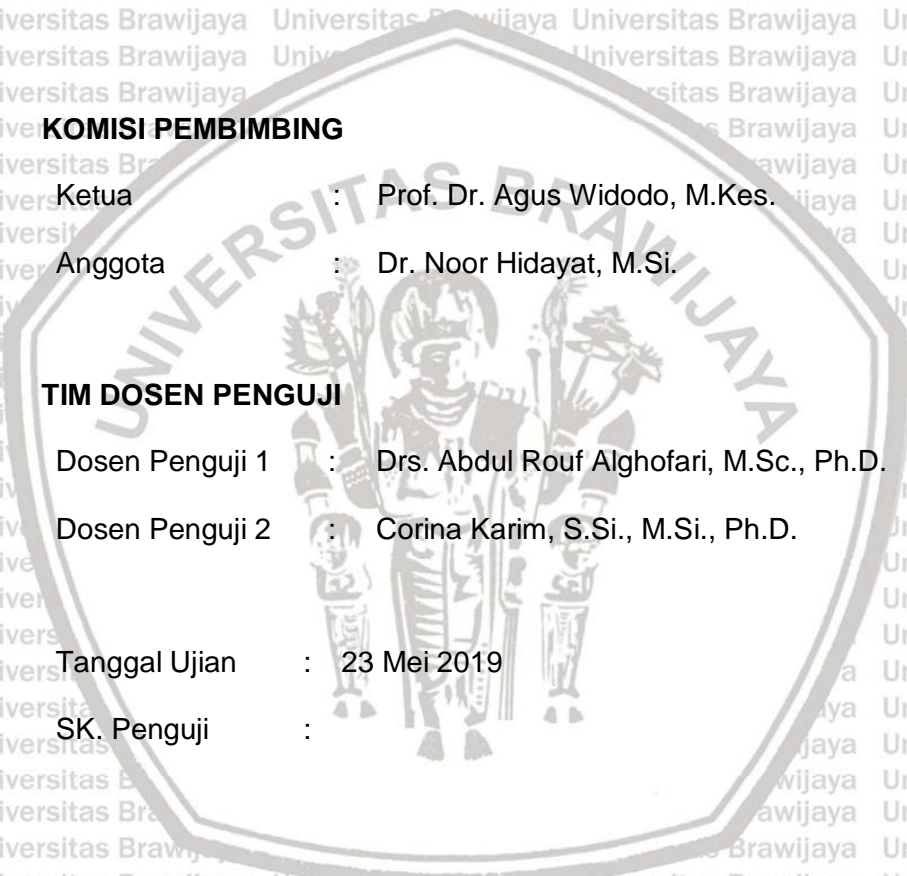 KOMISI PEMBIMBING
Ketua : Prof. Dr. Agus Widodo, M.Kes.
Anggota : Dr. Noor Hidayat, M.Si.
TIM DOSEN PENGUJI
Dosen Penguji 1 : Drs. Abdul Rouf Alghofari, M.Sc., Ph.D.
Dosen Penguji 2 : Corina Karim, S.Si., M.Si., Ph.D.
Tanggal Ujian : 23 Mei 2019
SK. Penguji :
UNIVERSITAS BRAWIJAYA